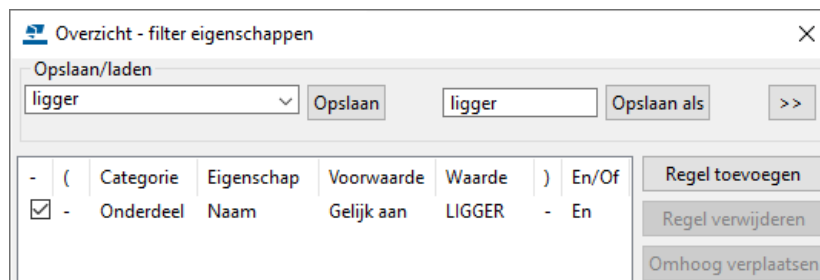 Overzicht - filter eigenschappen
Opslaan/laden
ligger Opslaan ligger Opslaan als >>
- ( Categorie Eigenschap Voorwaarde Waarde ) En/Of Regel toevoegen
- Onderdeel Naam Gelijk aan LIGGER - En Regel verwijderen
Omhoog verplaatsen